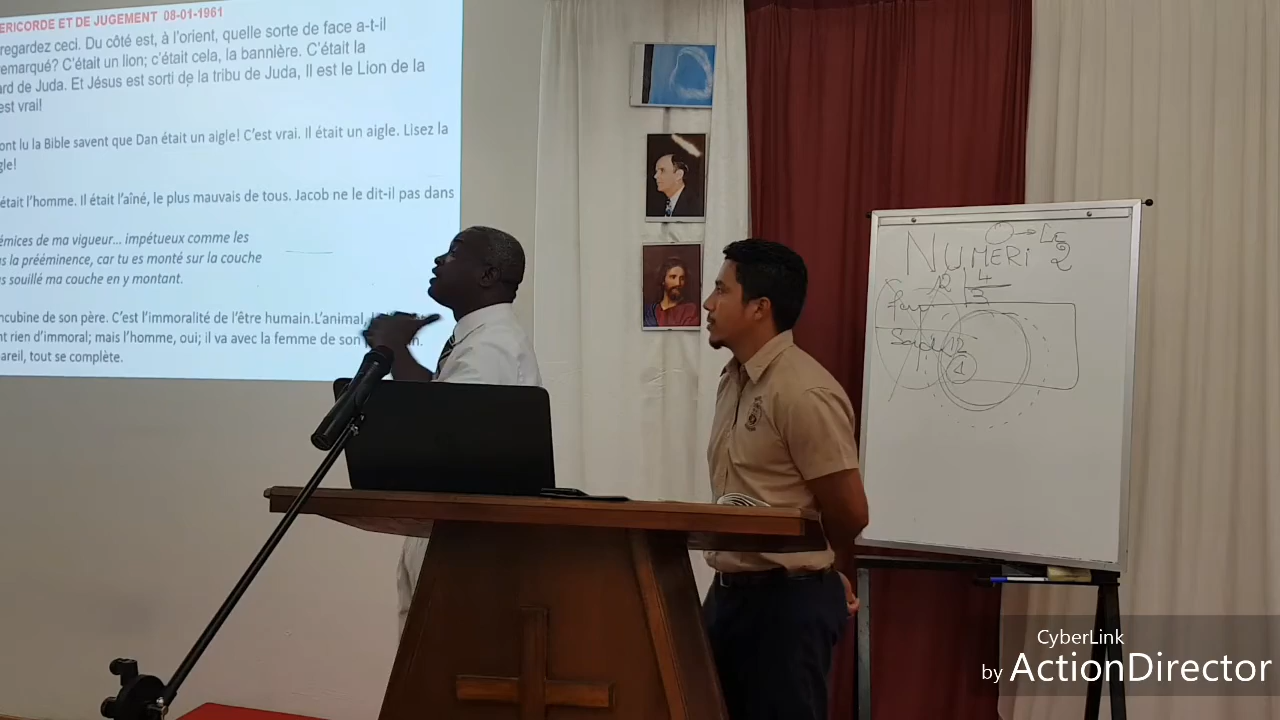 ERICORDE ET DE JUGEMENT 08-01-1961
regardez ceci. Du côté est, à l'orient, quelle sorte de face a-t-il
emarqué? C'était un lion; c'était cela, la bannière. C'était la
ard de Juda. Et Jésus est sorti de la tribu de Juda, Il est le Lion de la
est vrai!
ont lu la Bible savent que Dan était un aigle! C'est vrai. Il était un aigle. Lisez la
gle!
était l'homme. Il était l'aîné, le plus mauvais de tous. Jacob ne le dit-il pas dans
émices de ma vigueur... impétueux comme les
s la prééminence, car tu es monté sur la couche
s souillé ma couche en y montant.
ncubine de son père. C'est l'immoralité de l'être humain.L'animal,
nt rien d'immoral; mais l'homme, oui; il va avec la femme de son
areil, tout se complète.
NUMERI 2
12 4
3
12
1
CyberLink
by ActionDirector